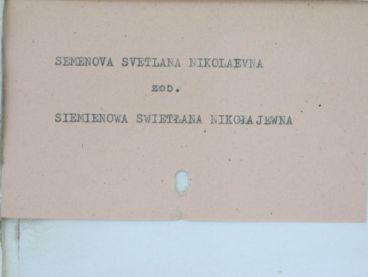 SEMENOVA SVETLANA NIKOLAEVNA
zob.
SIEMIENOWA SWIETŁANA NIKOŁAJEWNA